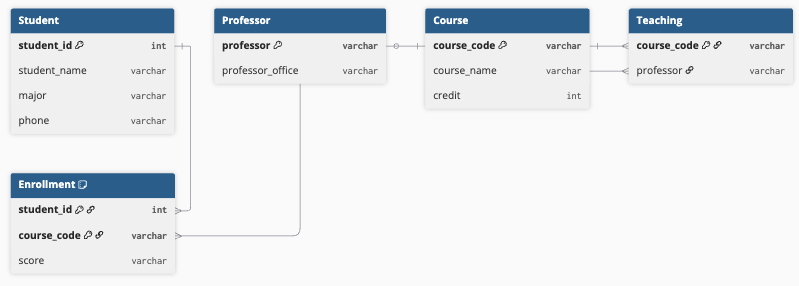 Student
student_id int
student_name varchar
major varchar
phone varchar
Professor
professor varchar
professor_office varchar
Course
course_code varchar
course_name varchar
credit int
Teaching
course_code varchar
professor varchar
Enrollment
student_id int
course_code varchar
score varchar